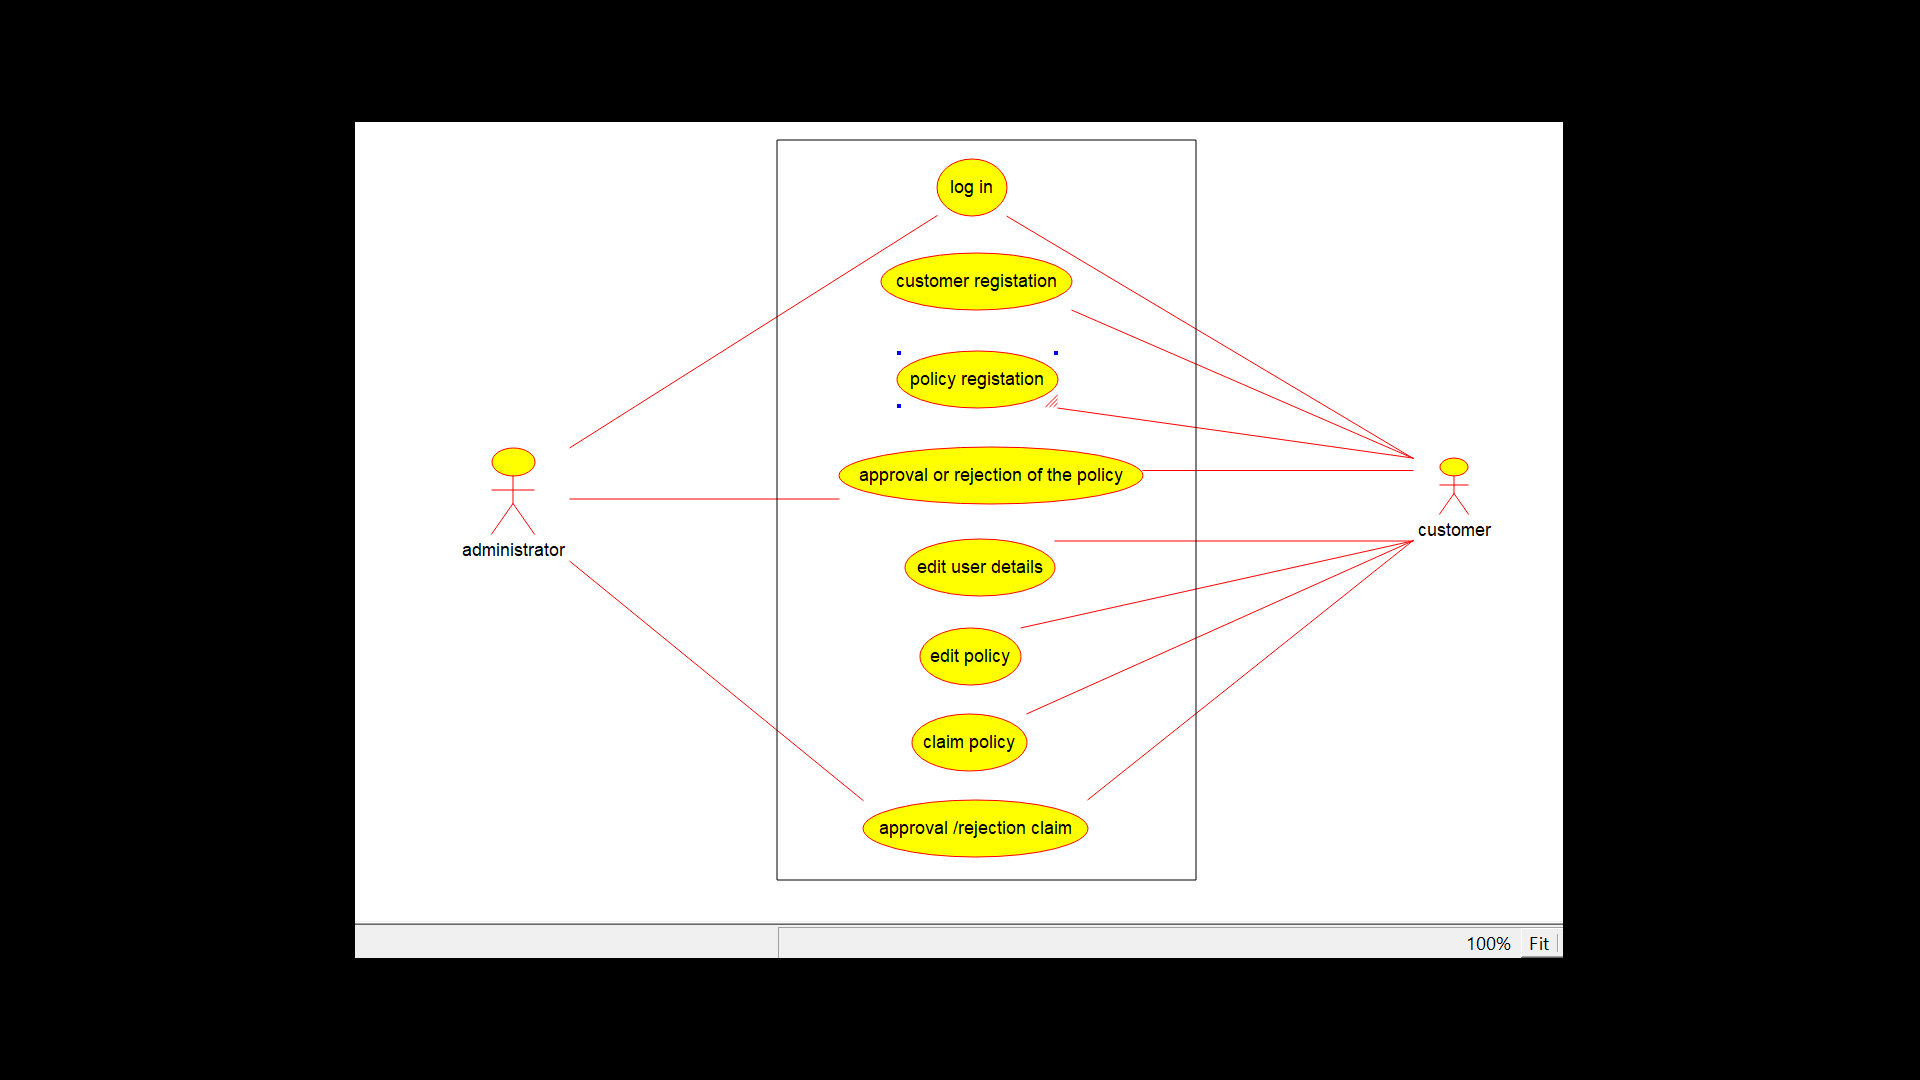 log in
customer registation
policy registation
approval or rejection of the policy
administrator
customer
edit user details
edit policy
claim policy
approval /rejection claim
100% Fit